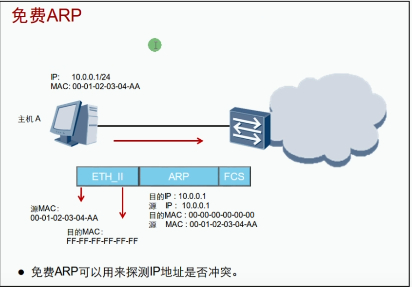 免费ARP
IP: 10.0.0.1/24
MAC: 00-01-02-03-04-AA
主机 A
ETH_II ARP FCS
目的IP : 10.0.0.1
源 IP : 10.0.0.1
目的MAC : 00-00-00-00-00-00
源 MAC : 00-01-02-03-04-AA
源MAC:
00-01-02-03-04-AA
目的MAC:
FF-FF-FF-FF-FF-FF
● 免费ARP可以用来探测IP地址是否冲突。